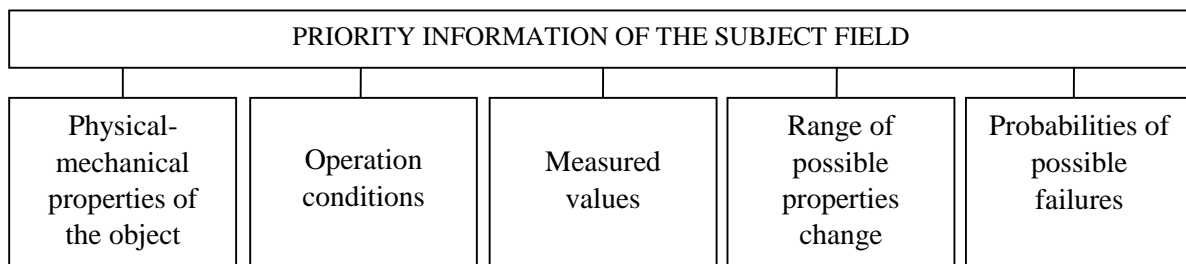 PRIORITY INFORMATION OF THE SUBJECT FIELD
Physical-
mechanical
properties of
the object
Operation
conditions
Measured
values
Range of
possible
properties
change
Probabilities of
possible
failures